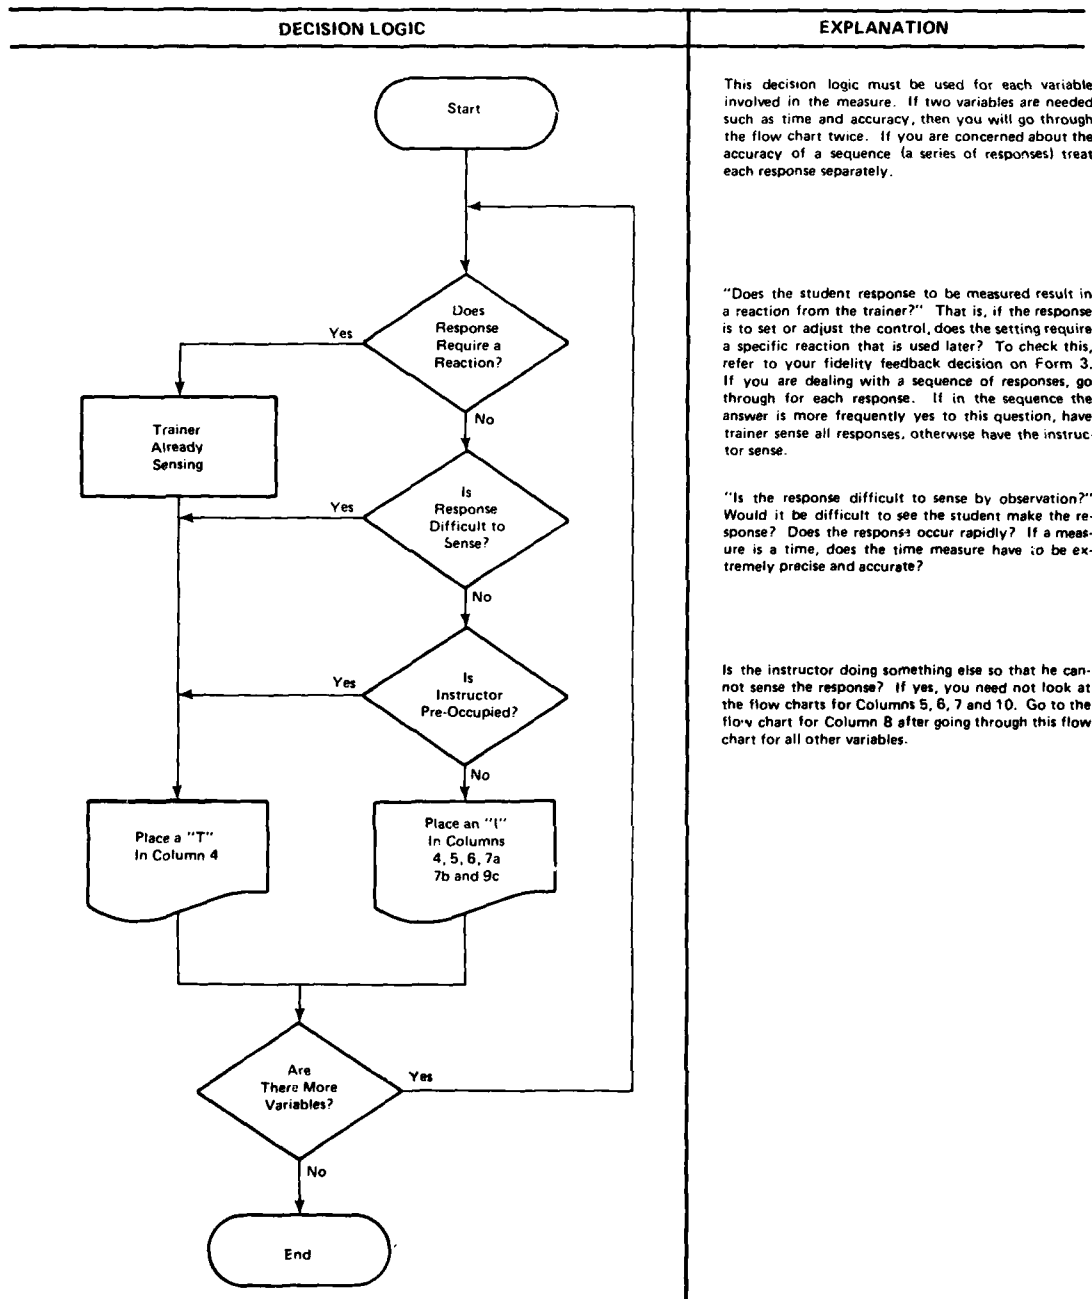 DECISION LOGIC
EXPLANATION
Start
This decision logic must be used for each variable
involved in the measure. If two variables are needed
such as time and accuracy, then you will go through
the flow chart twice. If you are concerned about the
accuracy of a sequence (a series of responses) treat
each response separately.
Does
Response
Require a
Reaction?
Yes
No
"Does the student response to be measured result in
a reaction from the trainer?" That is, if the response
is to set or adjust the control, does the setting require
a specific reaction that is used later? To check this,
refer to your fidelity feedback decision on Form 3.
If you are dealing with a sequence of responses, go
through for each response. If in the sequence the
answer is more frequently yes to this question, have
trainer sense all responses, otherwise have the instruc-
tor sense.
Trainer
Already
Sensing
Is
Response
Difficult to
Sense?
Yes
No
"Is the response difficult to sense by observation?"
Would it be difficult to see the student make the re-
sponse? Does the response occur rapidly? If a meas-
ure is a time, does the time measure have to be ex-
tremely precise and accurate?
Is
Instructor
Pre-Occupied?
Yes
No
Is the instructor doing something else so that he can-
not sense the response? If yes, you need not look at
the flow charts for Columns 5, 6, 7 and 10. Go to the
flow chart for Column 8 after going through this flow
chart for all other variables.
Place a "T"
In Column 4
Place an "I"
In Columns
4, 5, 6, 7a
7b and 9c
Are
There More
Variables?
Yes
No
End